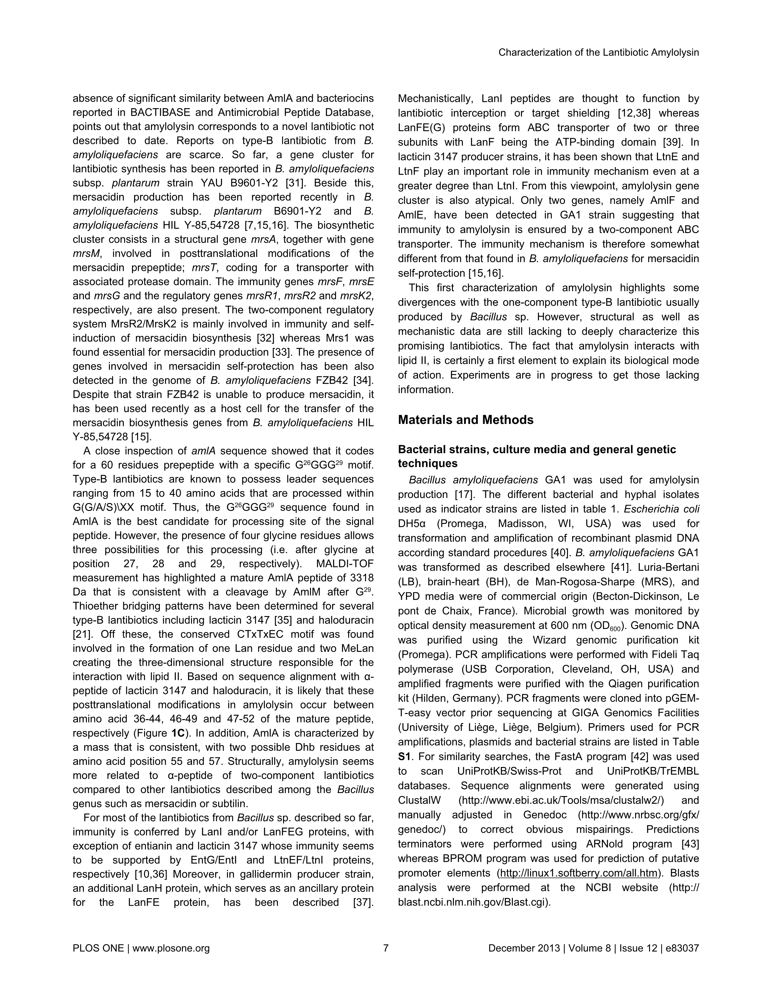 Characterization of the Lantibiotic Amylolysin
absence of significant similarity between AmlA and bacteriocins
reported in BACTIBASE and Antimicrobial Peptide Database,
points out that amylolysin corresponds to a novel lantibiotic not
described to date. Reports on type-B lantibiotic from B.
amyloliquefaciens are scarce. So far, a gene cluster for
lantibiotic synthesis has been reported in B. amyloliquefaciens
subsp. plantarum strain YAU B9601-Y2 [31]. Beside this,
mersacidin production has been reported recently in B.
amyloliquefaciens subsp. plantarum B6901-Y2 and B.
amyloliquefaciens HIL Y-85,54728 [7,15,16]. The biosynthetic
cluster consists in a structural gene mrsA, together with gene
mrsM, involved in posttranslational modifications of the
mersacidin prepeptide; mrsT, coding for a transporter with
associated protease domain. The immunity genes mrsF, mrsE
and mrsG and the regulatory genes mrsR1, mrsR2 and mrsK2,
respectively, are also present. The two-component regulatory
system MrsR2/MrsK2 is mainly involved in immunity and self-
induction of mersacidin biosynthesis [32] whereas Mrs1 was
found essential for mersacidin production [33]. The presence of
genes involved in mersacidin self-protection has been also
detected in the genome of B. amyloliquefaciens FZB42 [34].
Despite that strain FZB42 is unable to produce mersacidin, it
has been used recently as a host cell for the transfer of the
mersacidin biosynthesis genes from B. amyloliquefaciens HIL
Y-85,54728 [15].
A close inspection of amlA sequence showed that it codes
for a 60 residues prepeptide with a specific G²⁶GGG²⁹ motif.
Type-B lantibiotics are known to possess leader sequences
ranging from 15 to 40 amino acids that are processed within
G(G/A/S)\XX motif. Thus, the G²⁶GGG²⁹ sequence found in
AmlA is the best candidate for processing site of the signal
peptide. However, the presence of four glycine residues allows
three possibilities for this processing (i.e. after glycine at
position 27, 28 and 29, respectively). MALDI-TOF
measurement has highlighted a mature AmlA peptide of 3318
Da that is consistent with a cleavage by AmlM after G²⁹.
Thioether bridging patterns have been determined for several
type-B lantibiotics including lacticin 3147 [35] and haloduracin
[21]. Off these, the conserved CTxTxEC motif was found
involved in the formation of one Lan residue and two MeLan
creating the three-dimensional structure responsible for the
interaction with lipid II. Based on sequence alignment with α-
peptide of lacticin 3147 and haloduracin, it is likely that these
posttranslational modifications in amylolysin occur between
amino acid 36-44, 46-49 and 47-52 of the mature peptide,
respectively (Figure 1C). In addition, AmlA is characterized by
a mass that is consistent, with two possible Dhb residues at
amino acid position 55 and 57. Structurally, amylolysin seems
more related to α-peptide of two-component lantibiotics
compared to other lantibiotics described among the Bacillus
genus such as mersacidin or subtilin.
For most of the lantibiotics from Bacillus sp. described so far,
immunity is conferred by LanI and/or LanFEG proteins, with
exception of entianin and lacticin 3147 whose immunity seems
to be supported by EntG/EntI and LtnEF/LtnI proteins,
respectively [10,36] Moreover, in gallidermin producer strain,
an additional LanH protein, which serves as an ancillary protein
for the LanFE protein, has been described [37].
Mechanistically, LanI peptides are thought to function by
lantibiotic interception or target shielding [12,38] whereas
LanFE(G) proteins form ABC transporter of two or three
subunits with LanF being the ATP-binding domain [39]. In
lacticin 3147 producer strains, it has been shown that LtnE and
LtnF play an important role in immunity mechanism even at a
greater degree than LtnI. From this viewpoint, amylolysin gene
cluster is also atypical. Only two genes, namely AmlF and
AmlE, have been detected in GA1 strain suggesting that
immunity to amylolysin is ensured by a two-component ABC
transporter. The immunity mechanism is therefore somewhat
different from that found in B. amyloliquefaciens for mersacidin
self-protection [15,16].
This first characterization of amylolysin highlights some
divergences with the one-component type-B lantibiotic usually
produced by Bacillus sp. However, structural as well as
mechanistic data are still lacking to deeply characterize this
promising lantibiotics. The fact that amylolysin interacts with
lipid II, is certainly a first element to explain its biological mode
of action. Experiments are in progress to get those lacking
information.
Materials and Methods
Bacterial strains, culture media and general genetic
techniques
Bacillus amyloliquefaciens GA1 was used for amylolysin
production [17]. The different bacterial and hyphal isolates
used as indicator strains are listed in table 1. Escherichia coli
DH5α (Promega, Madisson, WI, USA) was used for
transformation and amplification of recombinant plasmid DNA
according standard procedures [40]. B. amyloliquefaciens GA1
was transformed as described elsewhere [41]. Luria-Bertani
(LB), brain-heart (BH), de Man-Rogosa-Sharpe (MRS), and
YPD media were of commercial origin (Becton-Dickinson, Le
pont de Chaix, France). Microbial growth was monitored by
optical density measurement at 600 nm (OD₆₀₀). Genomic DNA
was purified using the Wizard genomic purification kit
(Promega). PCR amplifications were performed with Fideli Taq
polymerase (USB Corporation, Cleveland, OH, USA) and
amplified fragments were purified with the Qiagen purification
kit (Hilden, Germany). PCR fragments were cloned into pGEM-
T-easy vector prior sequencing at GIGA Genomics Facilities
(University of Liège, Liège, Belgium). Primers used for PCR
amplifications, plasmids and bacterial strains are listed in Table
S1. For similarity searches, the FastA program [42] was used
to scan UniProtKB/Swiss-Prot and UniProtKB/TrEMBL
databases. Sequence alignments were generated using
ClustalW (http://www.ebi.ac.uk/Tools/msa/clustalw2/) and
manually adjusted in Genedoc (http://www.nrbsc.org/gfx/
genedoc/) to correct obvious mispairings. Predictions
terminators were performed using ARNold program [43]
whereas BPROM program was used for prediction of putative
promoter elements (http://linux1.softberry.com/all.htm). Blasts
analysis were performed at the NCBI website (http://
blast.ncbi.nlm.nih.gov/Blast.cgi).
PLOS ONE | www.plosone.org
7
December 2013 | Volume 8 | Issue 12 | e83037